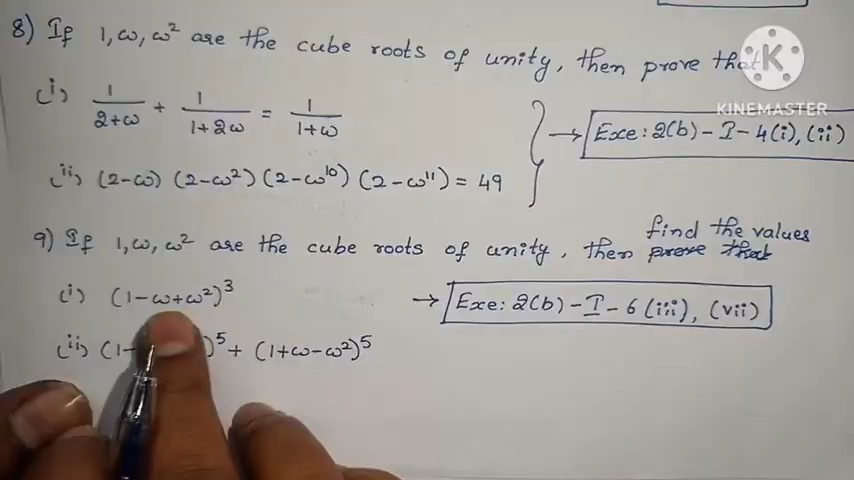 8) If 1, ω, ω² are the cube roots of unity, then prove that
(i) 1/(2+ω) + 1/(1+2ω) = 1/(1+ω)
(ii) (2-ω) (2-ω²) (2-ω¹⁰) (2-ω¹¹) = 49
→ Exe: 2(b) - I - 4(i), (ii)
K
KINEMASTER
find the values
9) If 1, ω, ω² are the cube roots of unity, then prove that
(i) (1-ω+ω²)³
→ Exe: 2(b) - I - 6 (iii), (vii)
(ii) (1- )⁵ + (1+ω-ω²)⁵